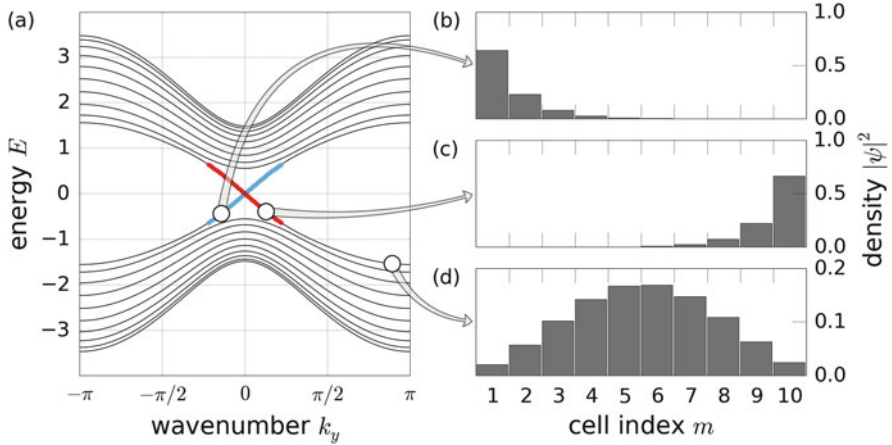 (a)
energy E
3
2
1
0
−1
−2
−3
−π
−π/2
0
π/2
π
wavenumber k_y
(b)
1.0
0.5
0.0
(c)
1.0
0.5
0.0
(d)
0.2
0.1
0.0
density |ψ|²
1 2 3 4 5 6 7 8 9 10
cell index m